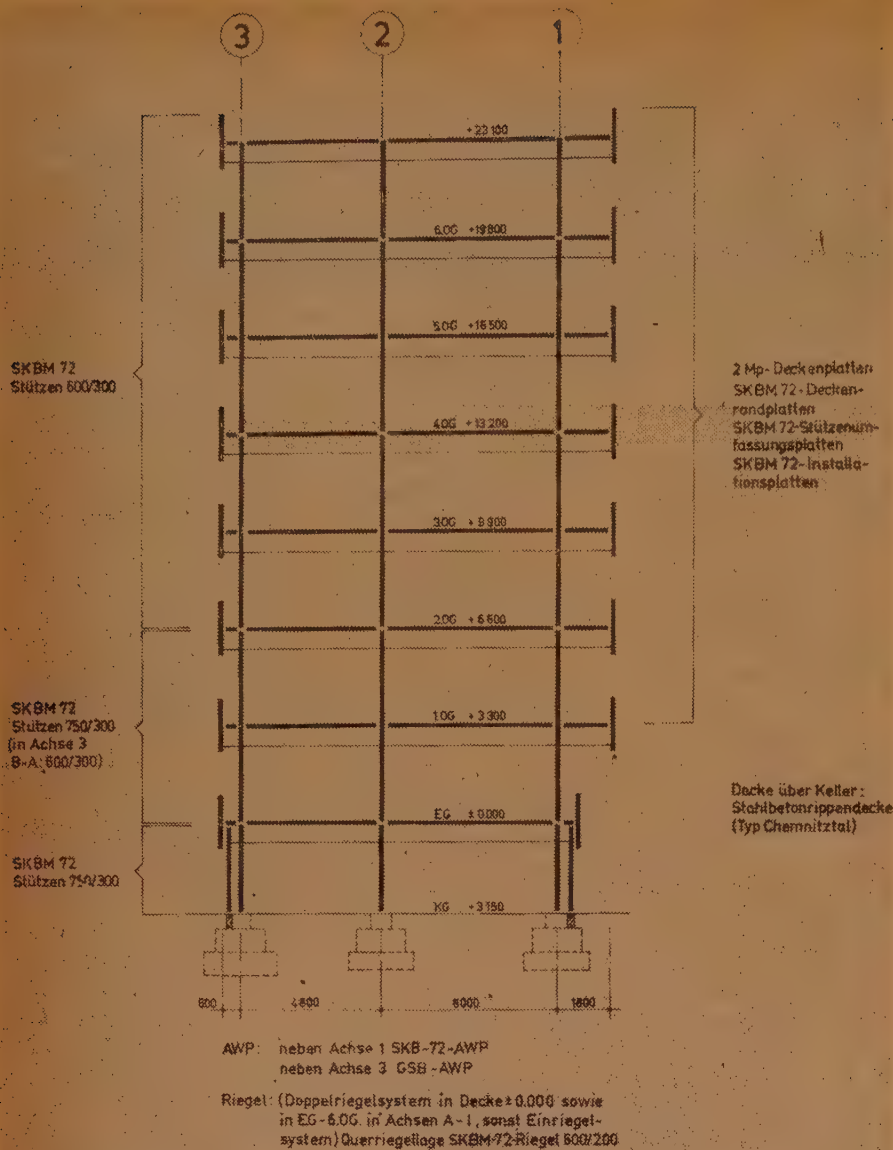 3 2 1
+23 100
6.OG +19 800
5.OG +16 500
4.OG +13 200
3.OG +9 900
2.OG +6 600
1.OG +3 300
EG ±0.000
KG +3 150
SKBM 72
Stützen 600/300
SKBM 72
Stützen 750/300
(in Achse 3
B-A: 600/300)
SKBM 72
Stützen 750/300
2 Mp-Deckenplatten
SKBM 72-Decken-
randplatten
SKBM 72-Stützenum-
fassungsplatten
SKBM 72-Installa-
tionsplatten
Decke über Keller:
Stahlbetonrippendecke
(Typ Chemnitztal)
600 4800 6000 1800
AWP: neben Achse 1 SKB-72-AWP
neben Achse 3 GSB-AWP
Riegel: (Doppelriegelsystem in Decke ±0.000 sowie
in EG-6.OG. in Achsen A-1, sonst Einriegel-
system) Querriegellage SKBM-72-Riegel 600/200